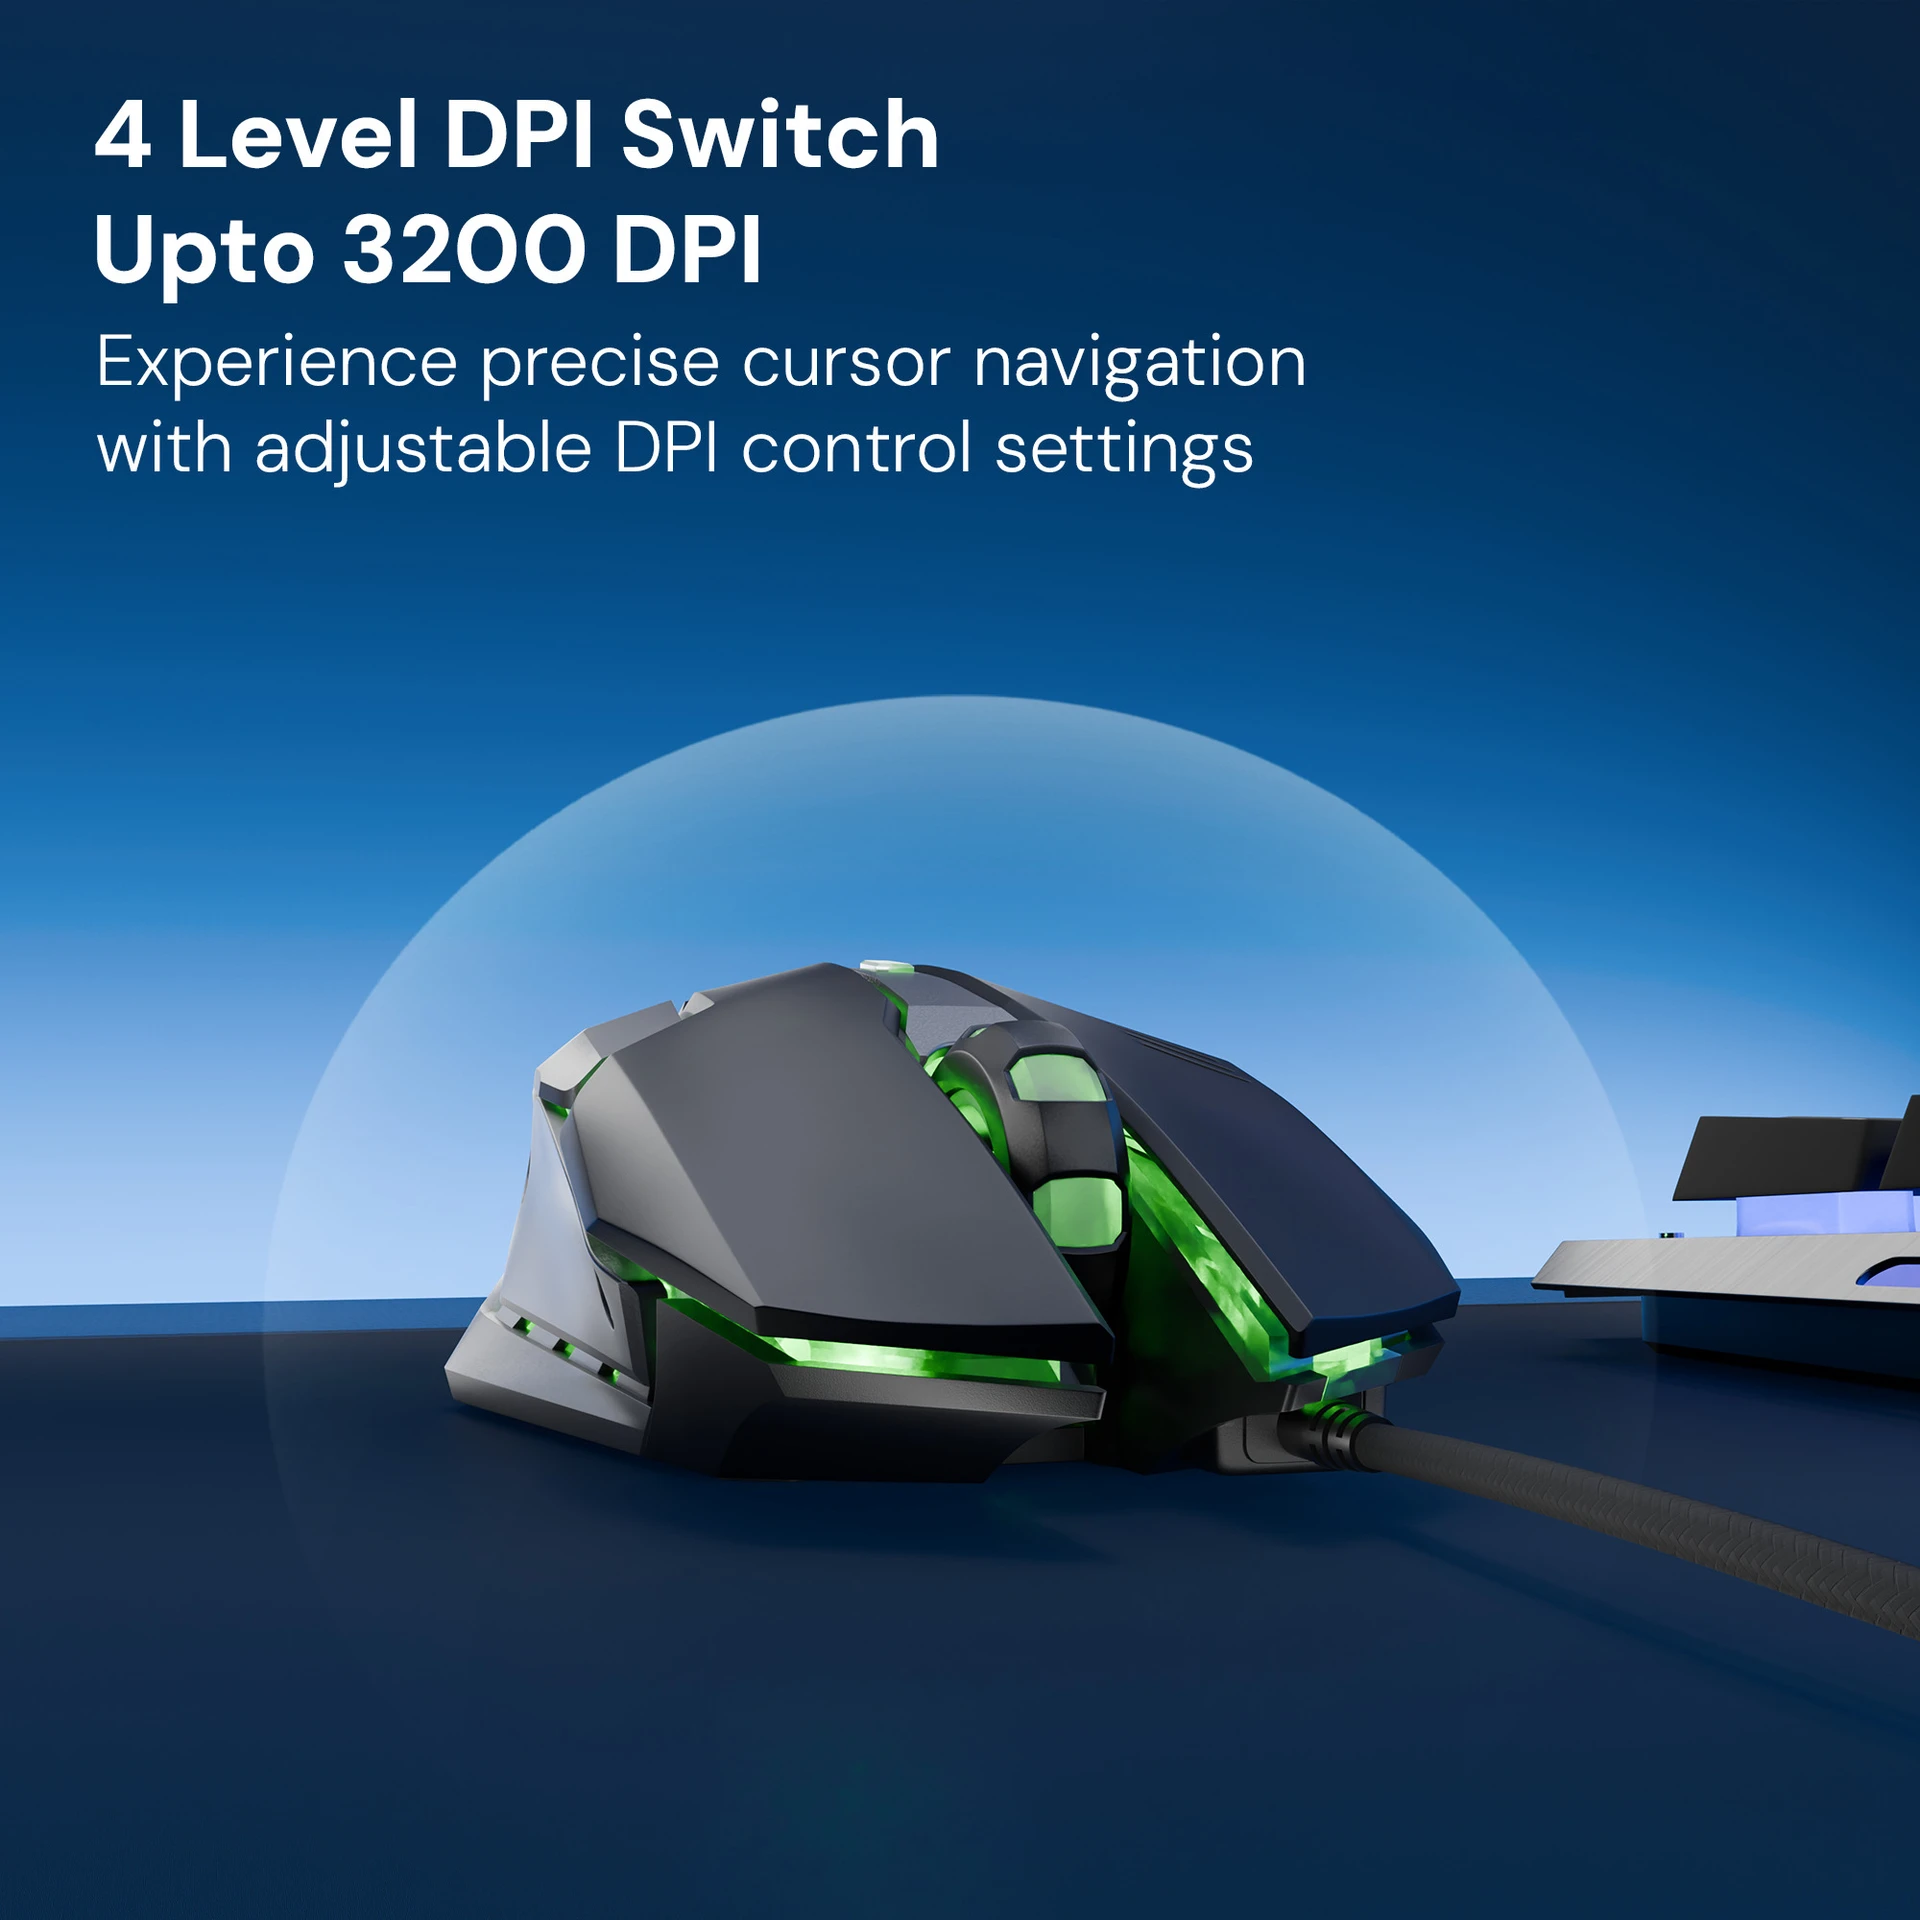 4 Level DPI Switch
Upto 3200 DPI
Experience precise cursor navigation
with adjustable DPI control settings